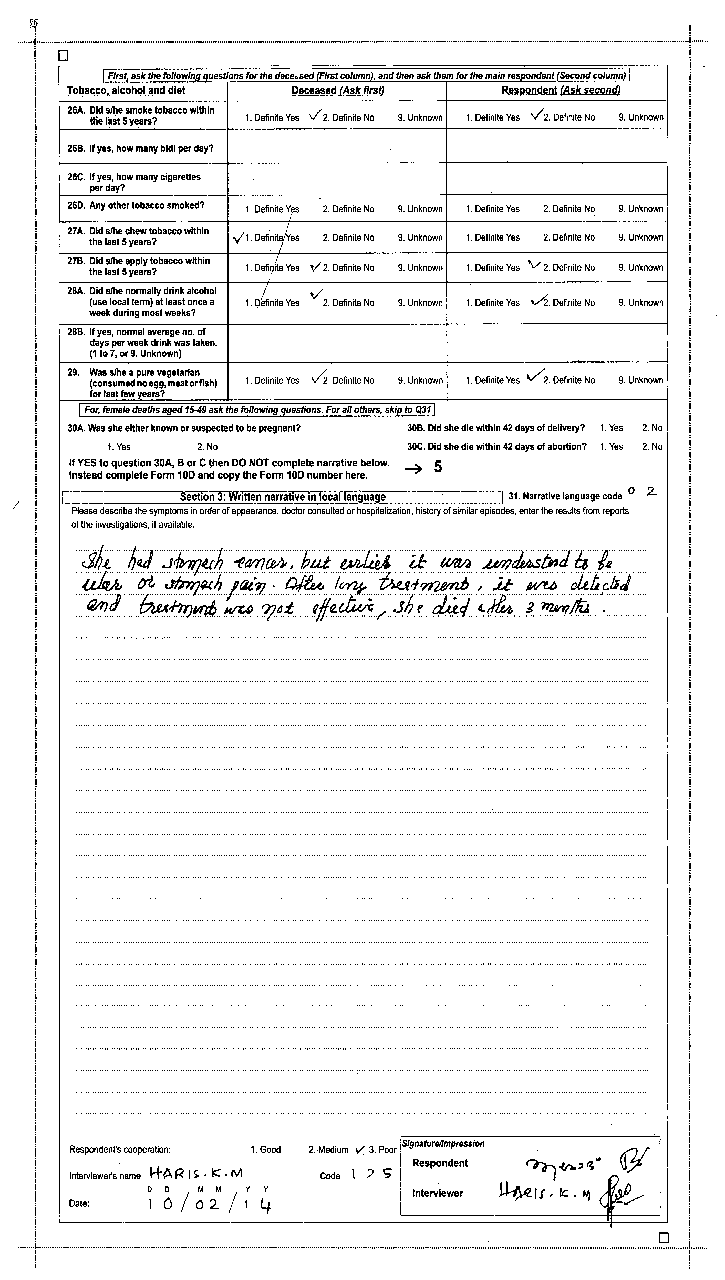 First, ask the following questions for the deceased (First column), and then ask them for the main respondent (Second column)
Tobacco, alcohol and diet Deceased (Ask first) Respondent (Ask second)
26A. Did s/he smoke tobacco within the last 5 years? 1. Definite Yes ✓ 2. Definite No 9. Unknown 1. Definite Yes ✓ 2. Definite No 9. Unknown
26B. If yes, how many bidi per day?
26C. If yes, how many cigarettes per day?
26D. Any other tobacco smoked? 1. Definite Yes 2. Definite No 9. Unknown 1. Definite Yes 2. Definite No 9. Unknown
27A. Did s/he chew tobacco within the last 5 years? ✓ 1. Definite Yes 2. Definite No 9. Unknown 1. Definite Yes 2. Definite No 9. Unknown
27B. Did s/he apply tobacco within the last 5 years? 1. Definite Yes ✓ 2. Definite No 9. Unknown 1. Definite Yes ✓ 2. Definite No 9. Unknown
28A. Did s/he normally drink alcohol (use local term) at least once a week during most weeks? 1. Definite Yes ✓ 2. Definite No 9. Unknown 1. Definite Yes ✓ 2. Definite No 9. Unknown
28B. If yes, normal average no. of days per week drink was taken. (1 to 7, or 9. Unknown)
29. Was s/he a pure vegetarian (consumed no egg, meat or fish) for last few years? 1. Definite Yes ✓ 2. Definite No 9. Unknown 1. Definite Yes ✓ 2. Definite No 9. Unknown
For, female deaths aged 15-49 ask the following questions. For all others, skip to Q31
30A. Was she either known or suspected to be pregnant? 30B. Did she die within 42 days of delivery? 1. Yes 2. No
1. Yes 2. No 30C. Did she die within 42 days of abortion? 1. Yes 2. No
If YES to question 30A, B or C then DO NOT complete narrative below. → 5
Instead complete Form 10D and copy the Form 10D number here.
Section 3: Written narrative in local language 31. Narrative language code 0 2
Please describe the symptoms in order of appearance, doctor consulted or hospitalization, history of similar episodes, enter the results from reports
of the investigations, if available.
She had stomach cancer, but earlier it was understood to be
ulcer or stomach pain. After long treatment, it was detected
and treatment was not effective, she died after 3 months.
Respondent's cooperation: 1. Good 2. Medium ✓ 3. Poor Signature/Impression
Respondent
Interviewer's name HARIS.K.M Code 1 2 5
D D M M Y Y
Date: 10/02/14 Interviewer HARIS.K.M